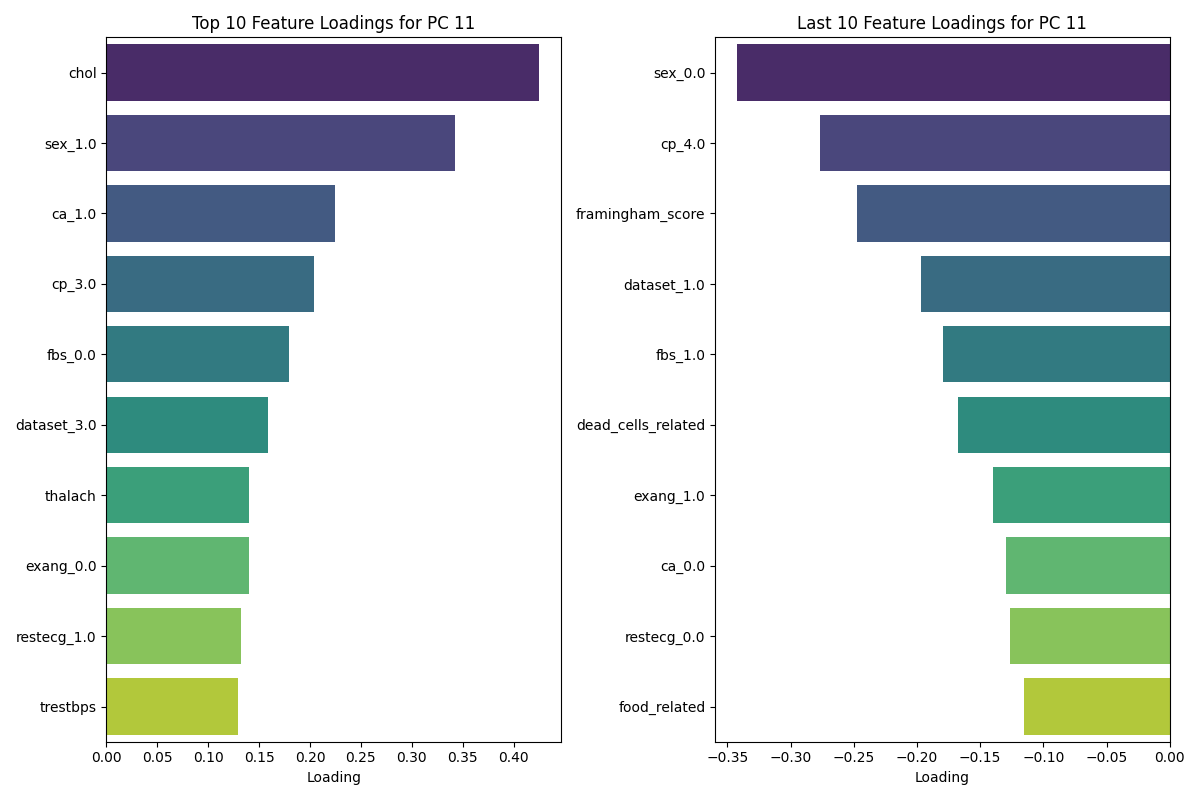 Top 10 Feature Loadings for PC 11
chol
sex_1.0
ca_1.0
cp_3.0
fbs_0.0
dataset_3.0
thalach
exang_0.0
restecg_1.0
trestbps
0.00 0.05 0.10 0.15 0.20 0.25 0.30 0.35 0.40
Loading
Last 10 Feature Loadings for PC 11
sex_0.0
cp_4.0
framingham_score
dataset_1.0
fbs_1.0
dead_cells_related
exang_1.0
ca_0.0
restecg_0.0
food_related
−0.35 −0.30 −0.25 −0.20 −0.15 −0.10 −0.05 0.00
Loading